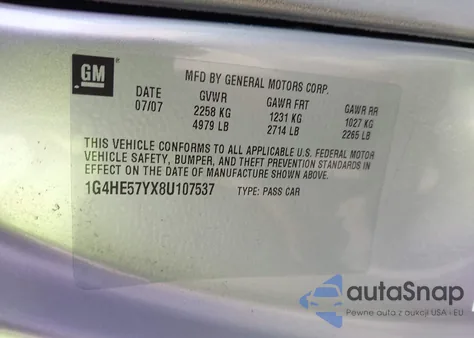 GM
MFD BY GENERAL MOTORS CORP.
DATE GVWR GAWR FRT GAWR RR
07/07 2258 KG 1231 KG 1027 KG
4979 LB 2714 LB 2265 LB
THIS VEHICLE CONFORMS TO ALL APPLICABLE U.S. FEDERAL MOTOR
VEHICLE SAFETY, BUMPER, AND THEFT PREVENTION STANDARDS IN
EFFECT ON THE DATE OF MANUFACTURE SHOWN ABOVE.
1G4HE57YX8U107537 TYPE: PASS CAR
autoSnap
Pewne auta z aukcji USA - EU